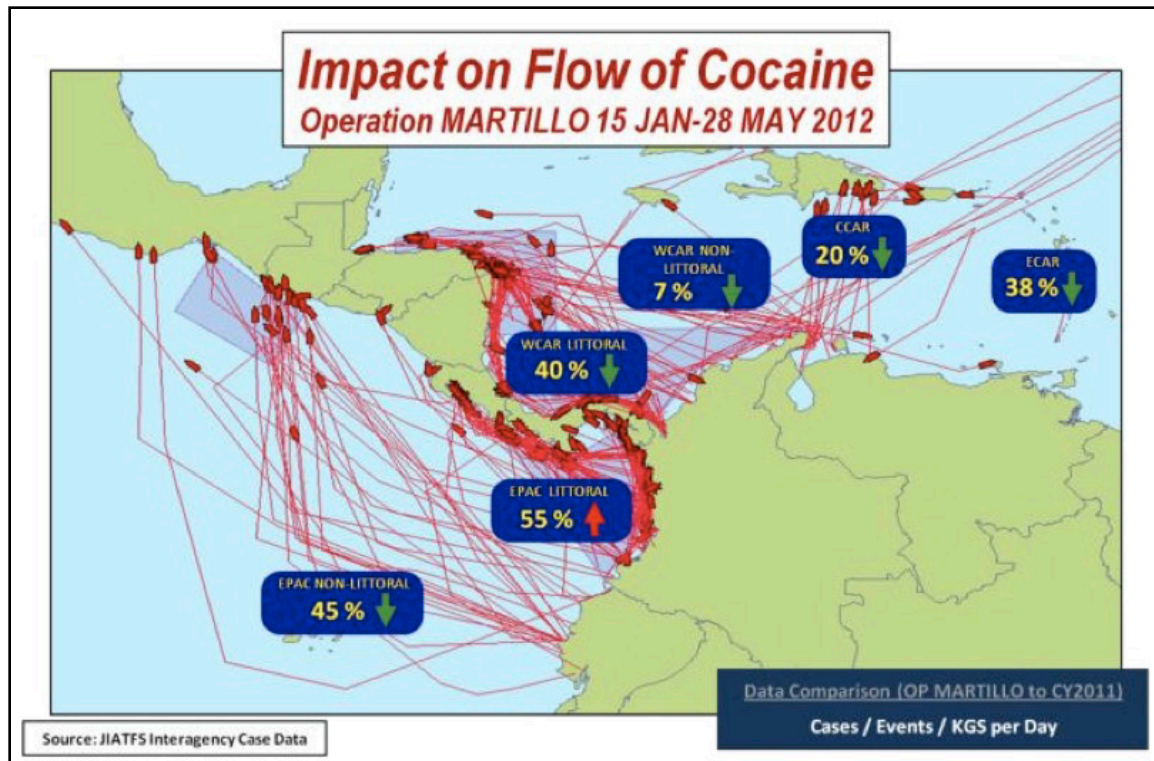 Impact on Flow of Cocaine
Operation MARTILLO 15 JAN-28 MAY 2012
CCAR
20 %
WCAR NON-
LITTORAL
7 %
ECAR
38 %
WCAR LITTORAL
40 %
EPAC LITTORAL
55 %
EPAC NON-LITTORAL
45 %
Data Comparison (OP MARTILLO to CY2011)
Cases / Events / KGS per Day
Source: JIATFS Interagency Case Data